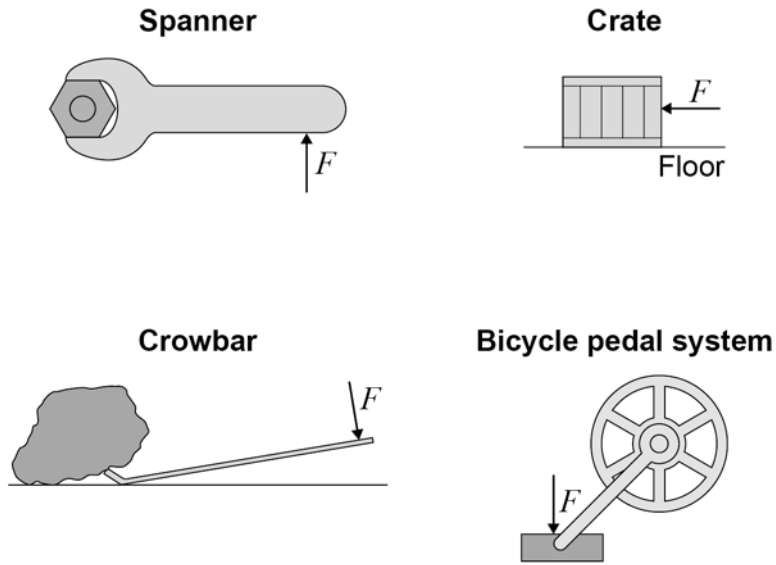 Spanner
F
Crate
F
Floor
Crowbar
F
Bicycle pedal system
F